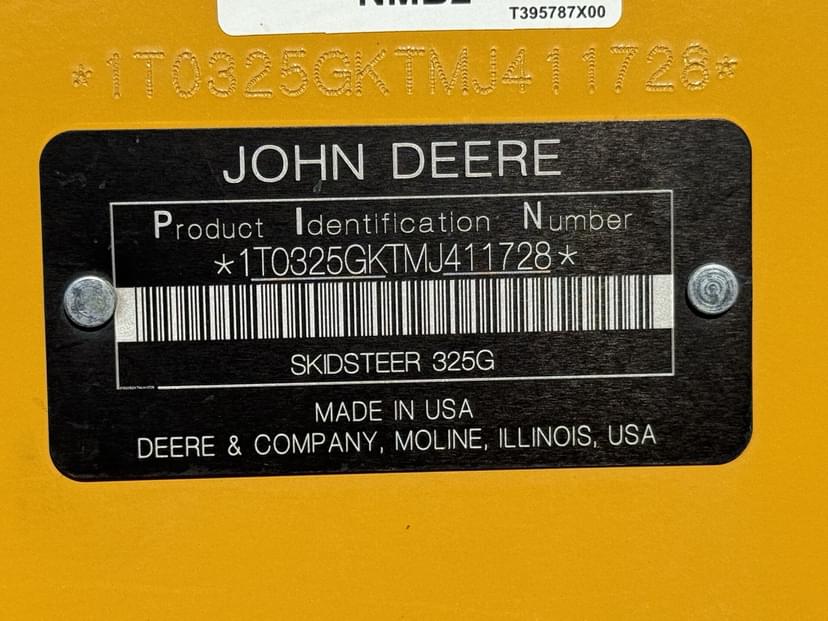 T395787X00
*1T0325GKTMJ411728*
JOHN DEERE
Product Identification Number
*1T0325GKTMJ411728*
SKIDSTEER 325G
MADE IN USA
DEERE & COMPANY, MOLINE, ILLINOIS, USA